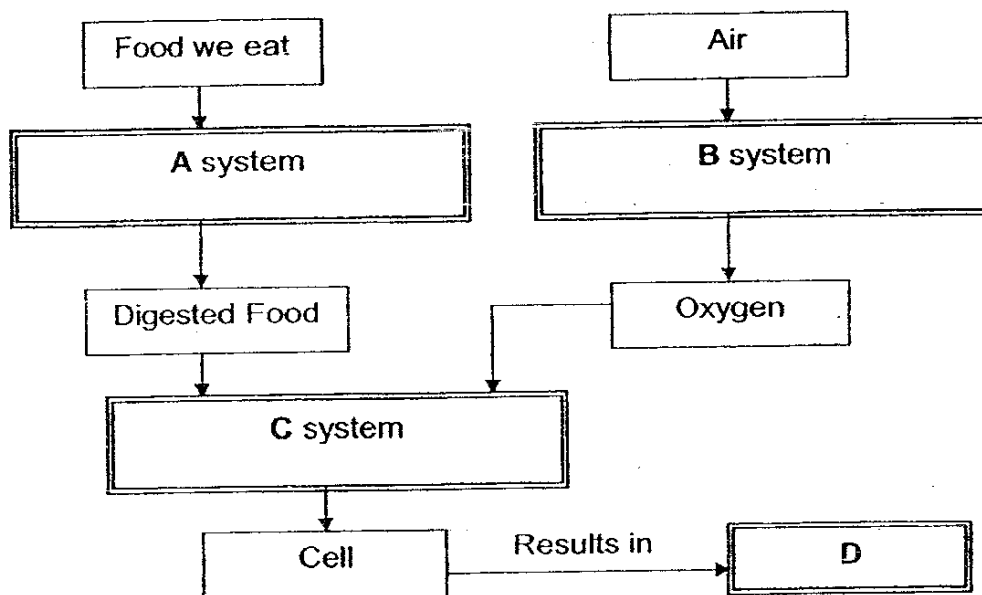 Food we eat
Air
A system
B system
Digested Food
Oxygen
C system
Cell
Results in
D